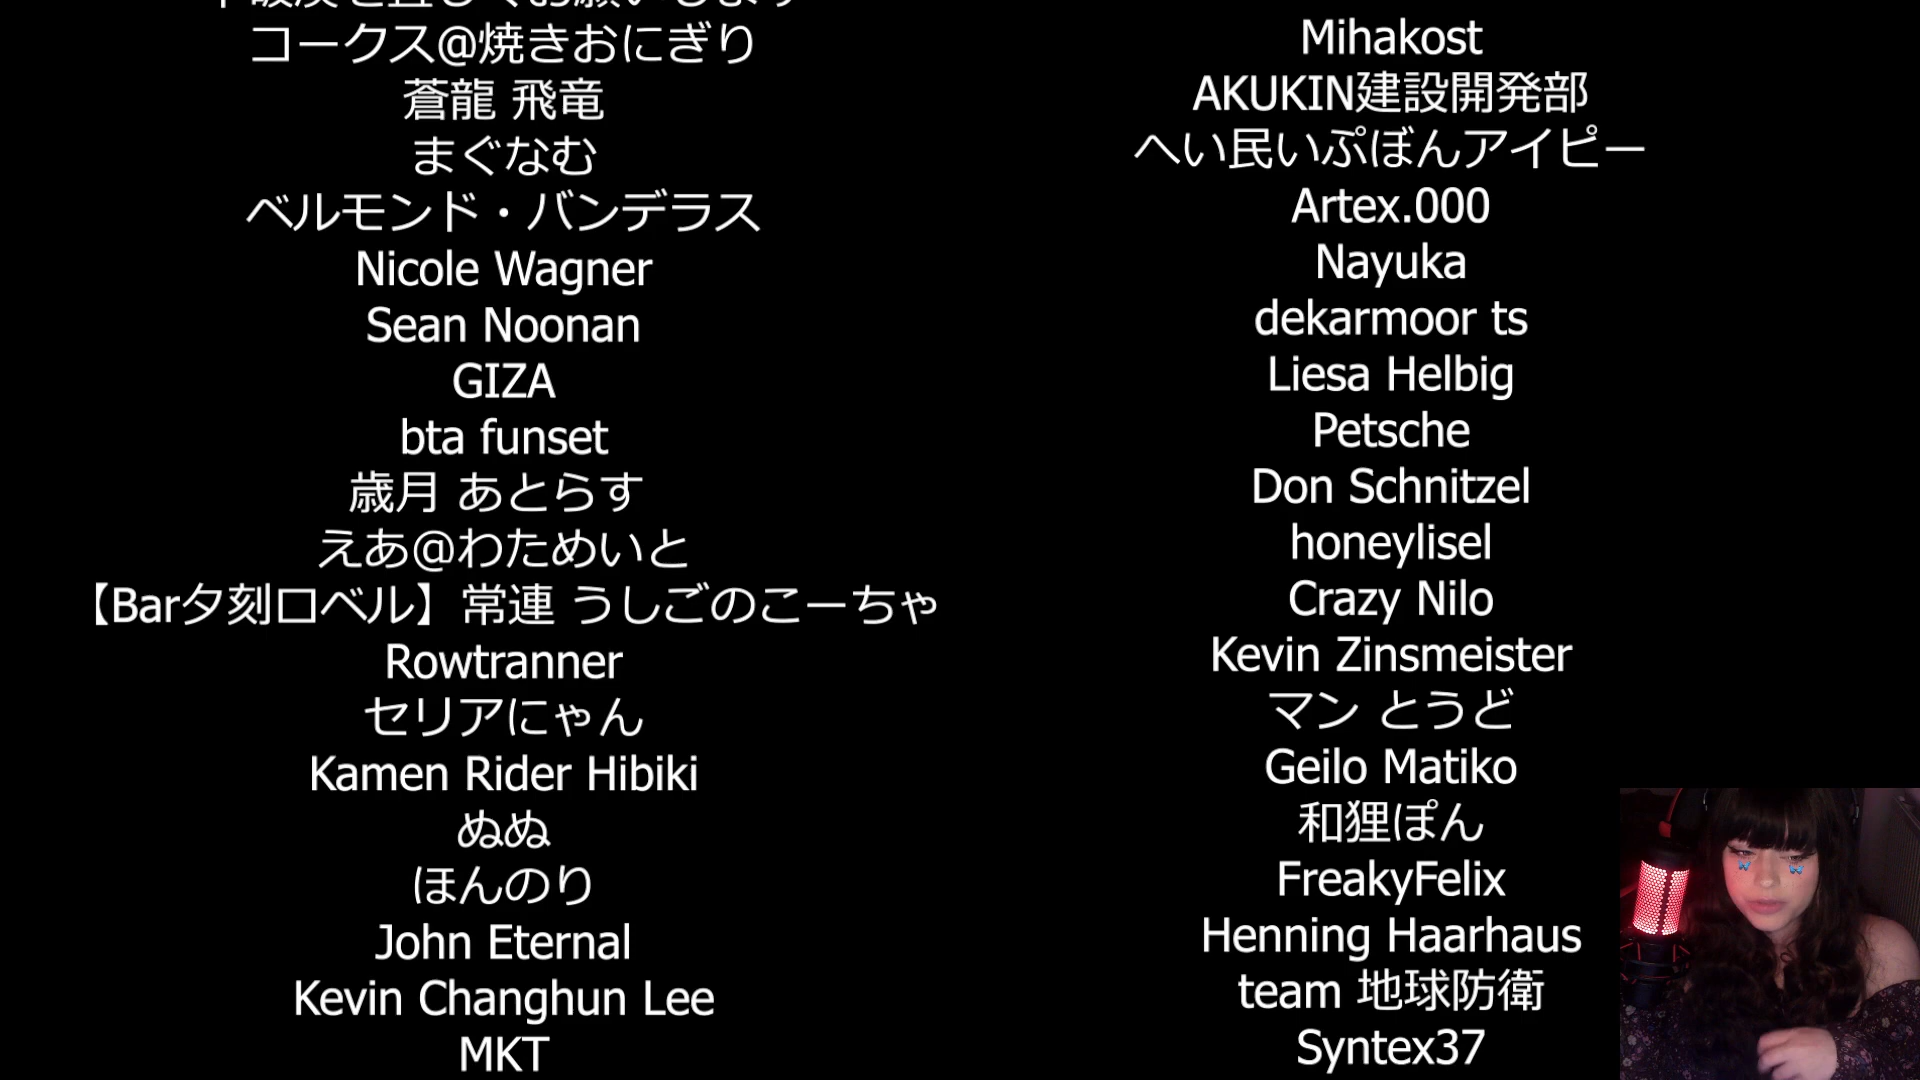 コークス@焼きおにぎり
蒼龍 飛竜
まぐなむ
ベルモンド・バンデラス
Nicole Wagner
Sean Noonan
GIZA
bta funset
歳月 あとらす
えあ@わためいと
【Bar夕刻ロベル】常連 うしごのこーちゃ
Rowtranner
セリアにゃん
Kamen Rider Hibiki
ぬぬ
ほんのり
John Eternal
Kevin Changhun Lee
MKT
Mihakost
AKUKIN建設開発部
へい民いぷぼんアイピー
Artex.000
Nayuka
dekarmoor ts
Liesa Helbig
Petsche
Don Schnitzel
honeylisel
Crazy Nilo
Kevin Zinsmeister
マン とうど
Geilo Matiko
和狸ぽん
FreakyFelix
Henning Haarhaus
team 地球防衛
Syntex37